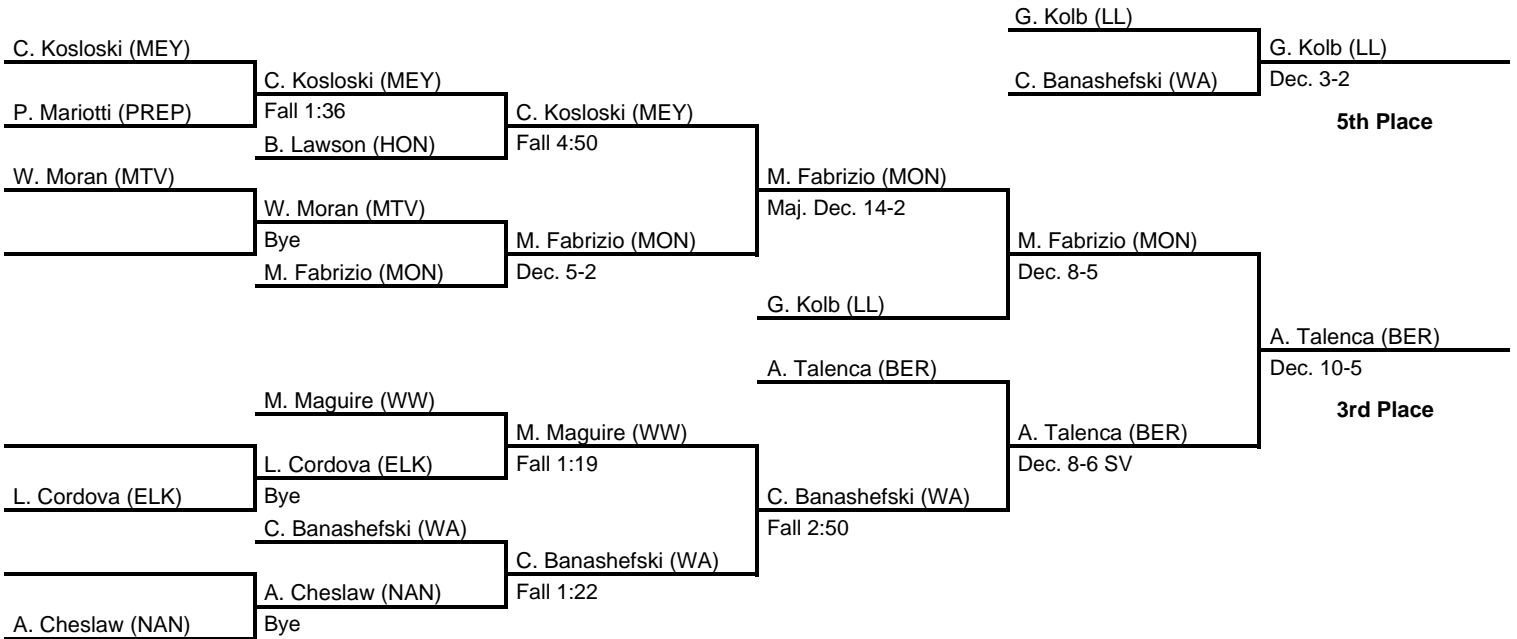 G. Kolb (LL)
C. Kosloski (MEY)
G. Kolb (LL)
C. Kosloski (MEY)
C. Banashefski (WA)
Dec. 3-2
P. Mariotti (PREP)
Fall 1:36
C. Kosloski (MEY)
5th Place
B. Lawson (HON)
Fall 4:50
W. Moran (MTV)
M. Fabrizio (MON)
W. Moran (MTV)
Maj. Dec. 14-2
Bye
M. Fabrizio (MON)
M. Fabrizio (MON)
M. Fabrizio (MON)
Dec. 5-2
Dec. 8-5
G. Kolb (LL)
A. Talenca (BER)
A. Talenca (BER)
Dec. 10-5
M. Maguire (WW)
3rd Place
M. Maguire (WW)
A. Talenca (BER)
L. Cordova (ELK)
Fall 1:19
Dec. 8-6 SV
L. Cordova (ELK)
Bye
C. Banashefski (WA)
C. Banashefski (WA)
Fall 2:50
C. Banashefski (WA)
A. Cheslaw (NAN)
Fall 1:22
A. Cheslaw (NAN)
Bye